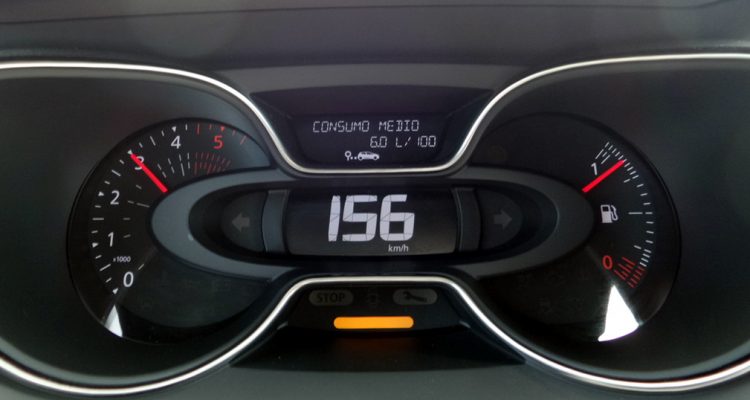 CONSUMO MEDIO
6.0 L/100
5
4
3
2
1
x1000
0
156
km/h
1
0
STOP